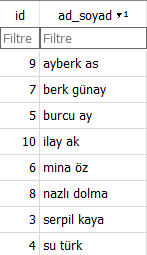 id ad_soyad 1
Filtre Filtre
9 ayberk as
7 berk günay
5 burcu ay
10 ilay ak
6 mina öz
8 nazlı dolma
3 serpil kaya
4 su türk